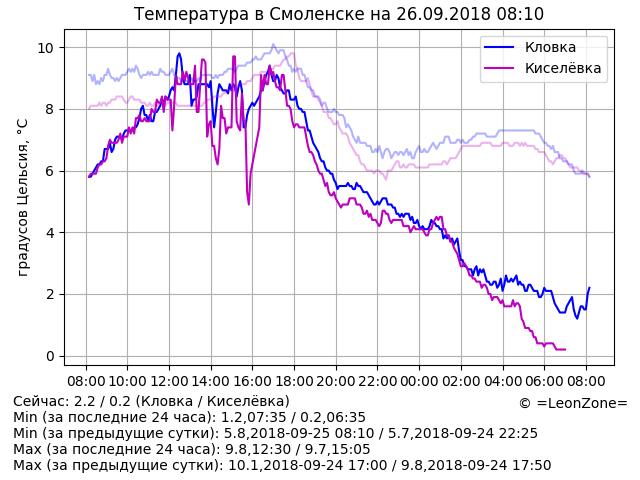 Температура в Смоленске на 26.09.2018 08:10
градусов Цельсия, °C
10
8
6
4
2
0
Кловка
Киселёвка
08:00 10:00 12:00 14:00 16:00 18:00 20:00 22:00 00:00 02:00 04:00 06:00 08:00
Сейчас: 2.2 / 0.2 (Кловка / Киселёвка)
© =LeonZone=
Min (за последние 24 часа): 1.2,07:35 / 0.2,06:35
Min (за предыдущие сутки): 5.8,2018-09-25 08:10 / 5.7,2018-09-24 22:25
Max (за последние 24 часа): 9.8,12:30 / 9.7,15:05
Max (за предыдущие сутки): 10.1,2018-09-24 17:00 / 9.8,2018-09-24 17:50